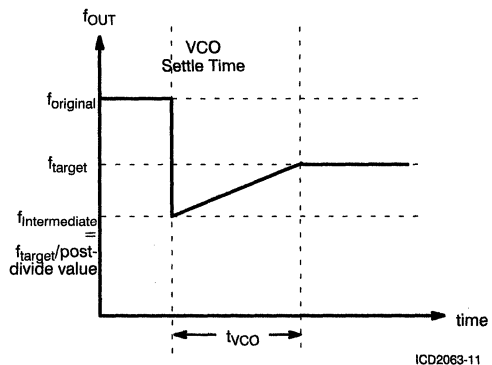 fOUT
VCO
Settle Time
foriginal
ftarget
fIntermediate
=
ftarget/post-
divide value
time
tVCO
ICD2063-11